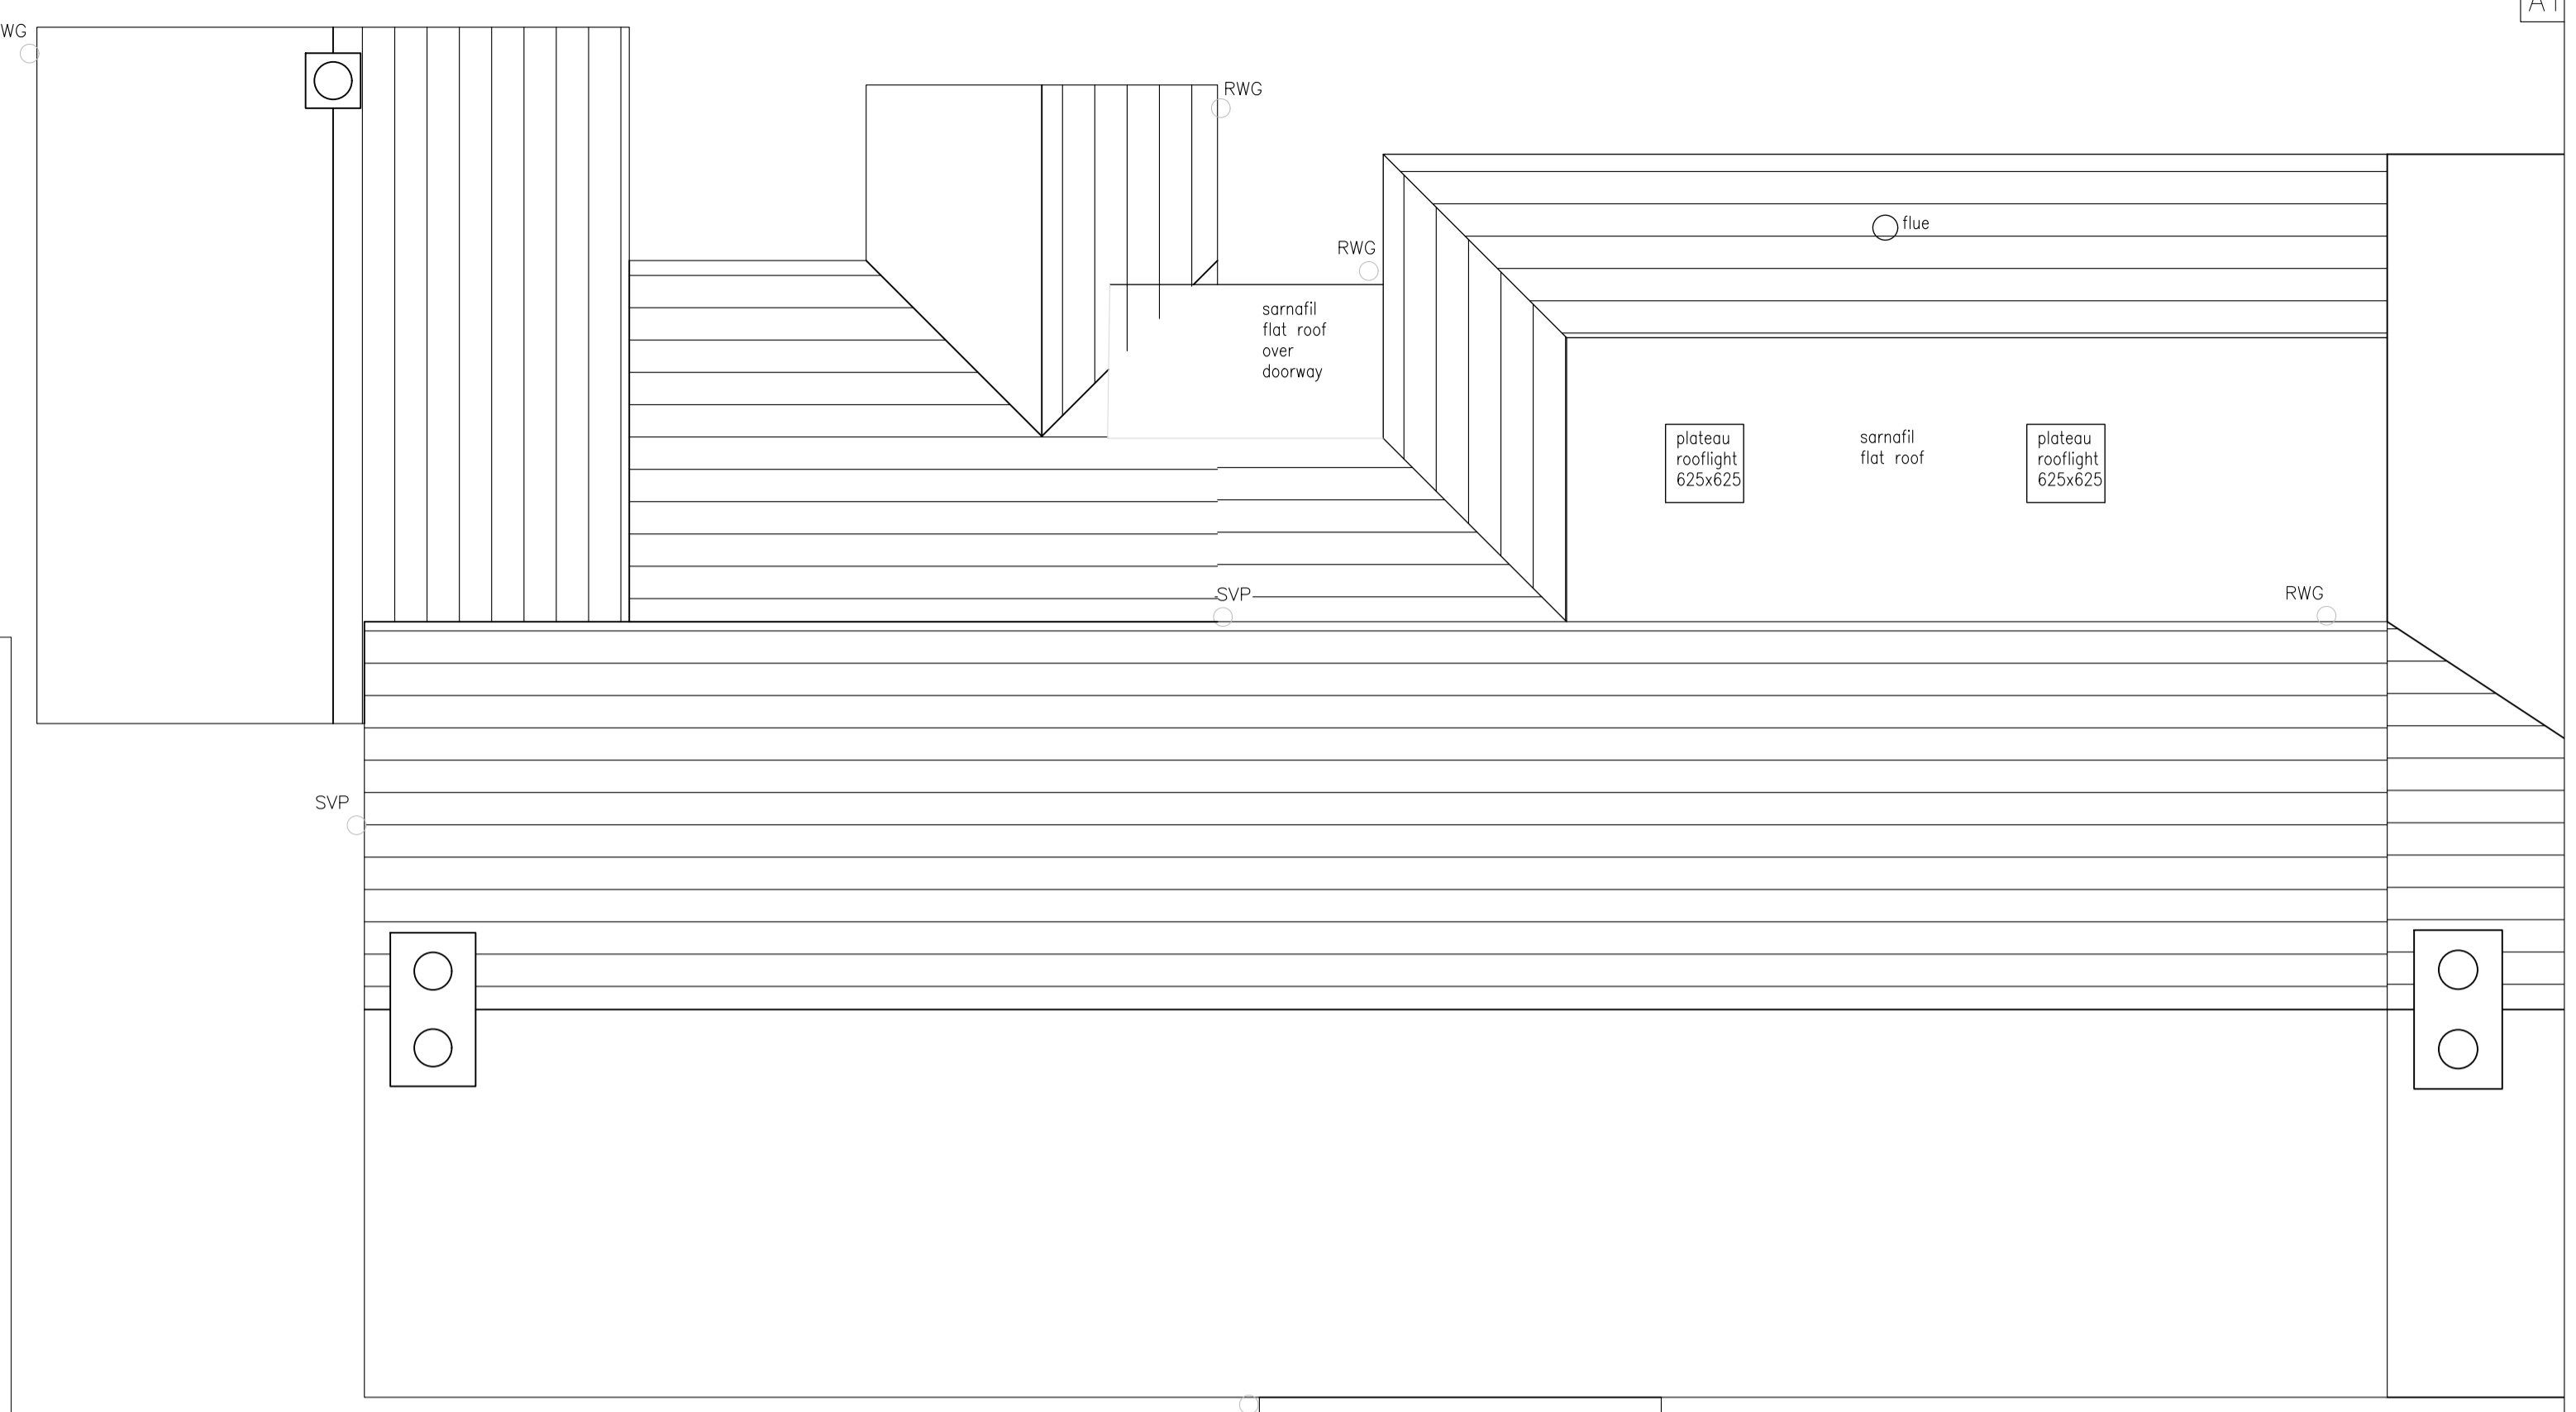 WG
A1
RWG
flue
RWG
sarnafil
flat roof
over
doorway
plateau
rooflight
625x625
sarnafil
flat roof
plateau
rooflight
625x625
SVP
RWG
SVP